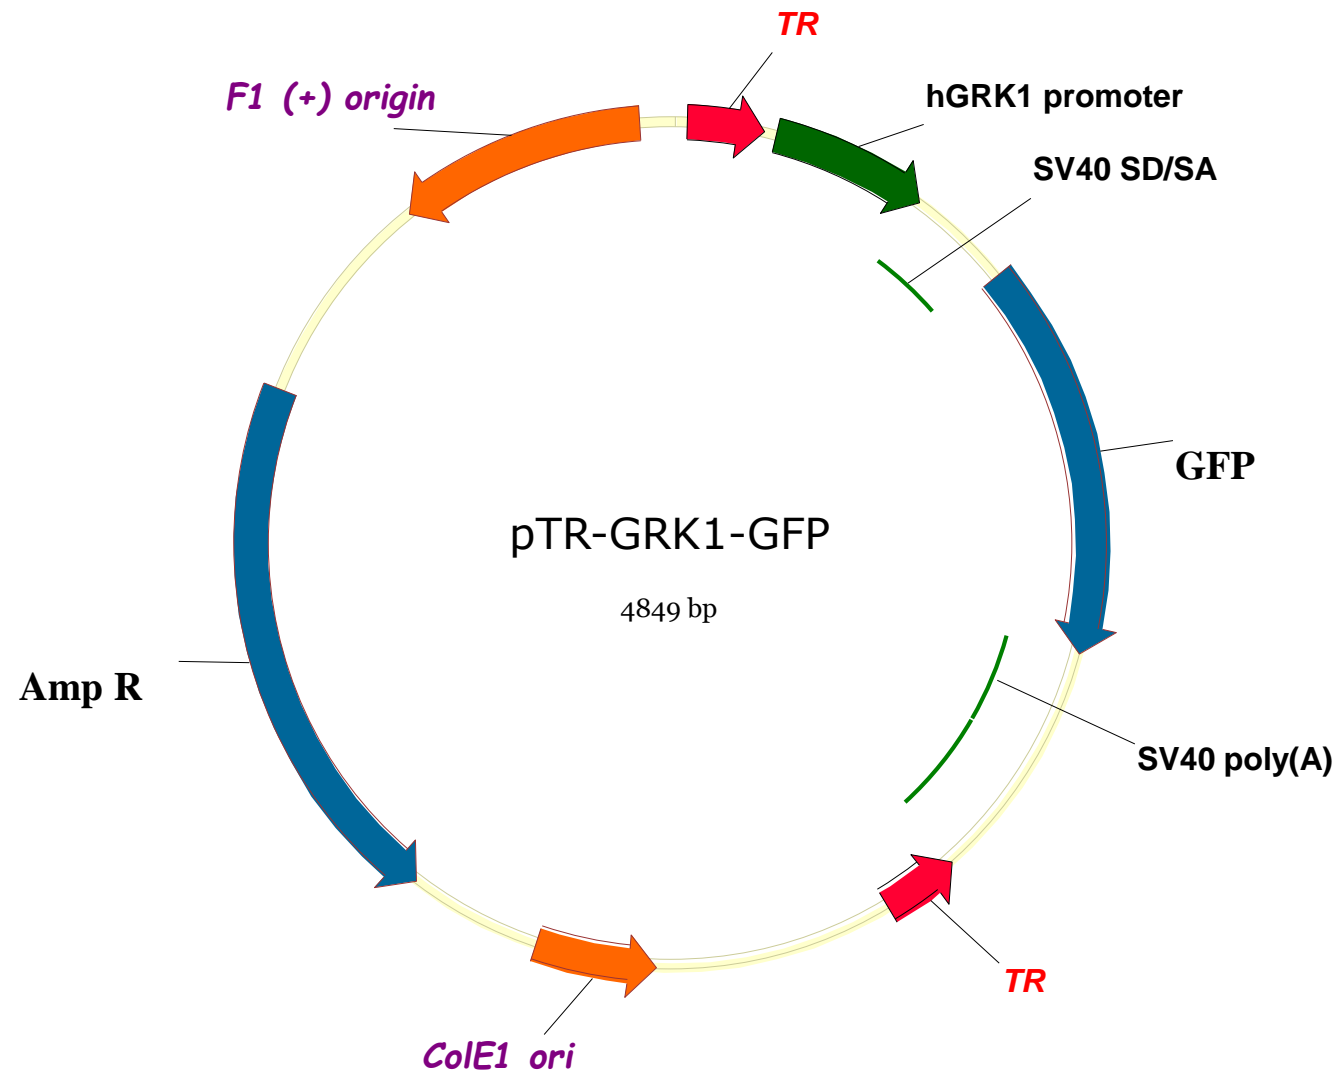 TR
F1 (+) origin
hGRK1 promoter
SV40 SD/SA
GFP
pTR-GRK1-GFP
4849 bp
Amp R
SV40 poly(A)
TR
ColE1 ori